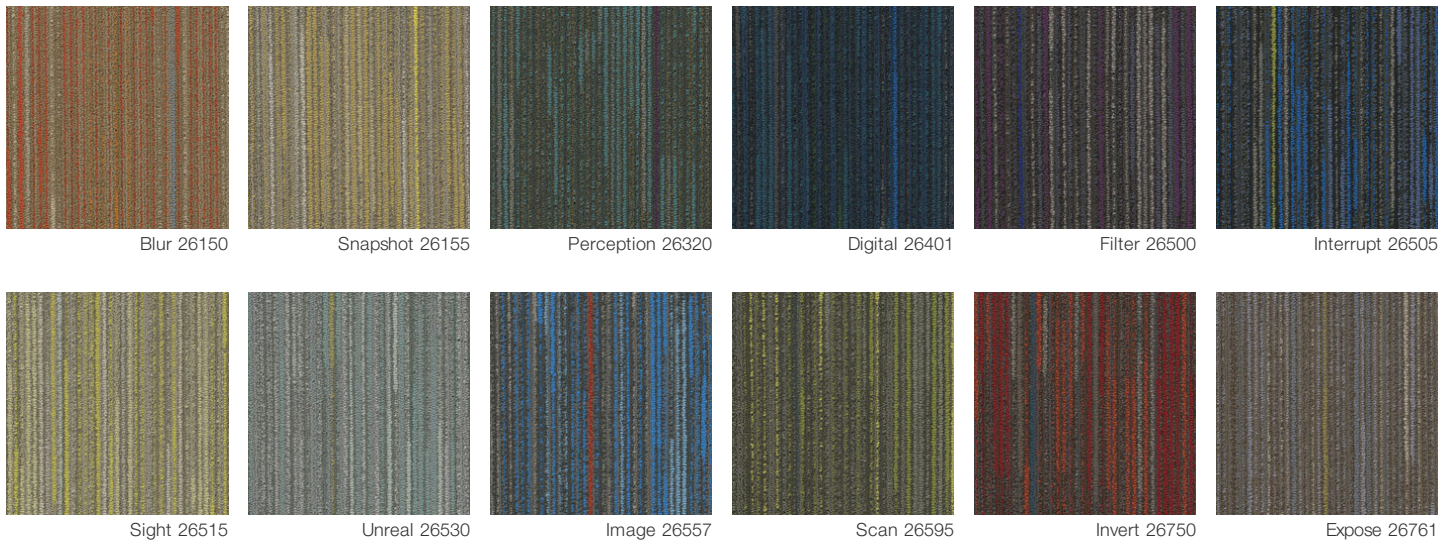 Blur 26150
Snapshot 26155
Perception 26320
Digital 26401
Filter 26500
Interrupt 26505
Sight 26515
Unreal 26530
Image 26557
Scan 26595
Invert 26750
Expose 26761